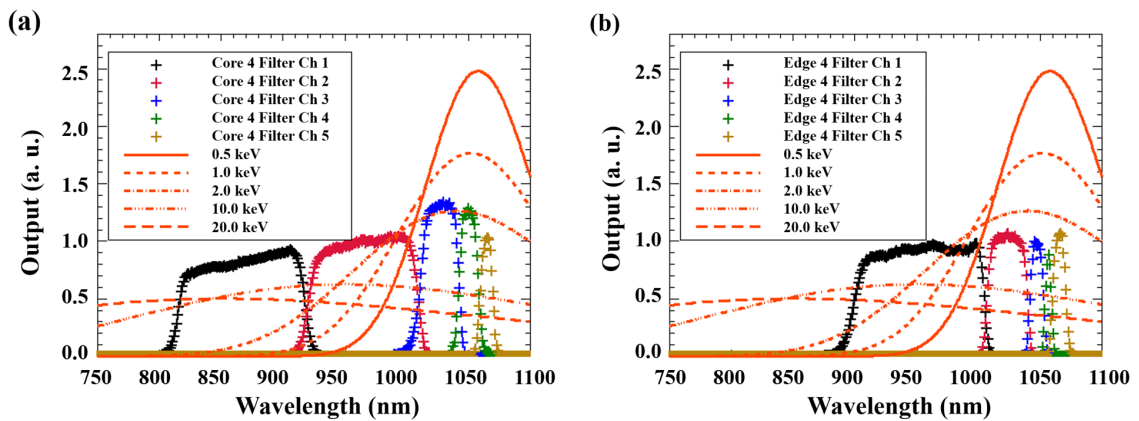 (a)
Output (a. u.)
2.5
2.0
1.5
1.0
0.5
0.0
Core 4 Filter Ch 1
Core 4 Filter Ch 2
Core 4 Filter Ch 3
Core 4 Filter Ch 4
Core 4 Filter Ch 5
0.5 keV
1.0 keV
2.0 keV
10.0 keV
20.0 keV
750 800 850 900 950 1000 1050 1100
Wavelength (nm)
(b)
Output (a. u.)
2.5
2.0
1.5
1.0
0.5
0.0
Edge 4 Filter Ch 1
Edge 4 Filter Ch 2
Edge 4 Filter Ch 3
Edge 4 Filter Ch 4
Edge 4 Filter Ch 5
0.5 keV
1.0 keV
2.0 keV
10.0 keV
20.0 keV
750 800 850 900 950 1000 1050 1100
Wavelength (nm)